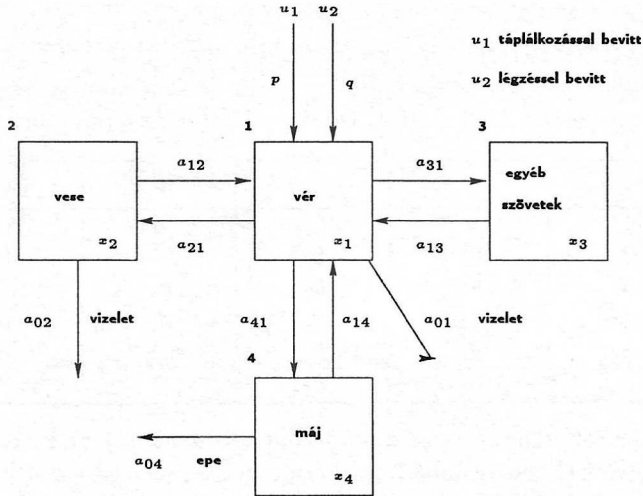 u1 u2
u1 táplálkozással bevitt
p q
u2 légzéssel bevitt
2 1 3
a12 a31
vese vér egyéb
szövetek
x2 a21 x1 a13 x3
a02 vizelet a41 a14 a01 vizelet
4
máj
a04 epe
x4